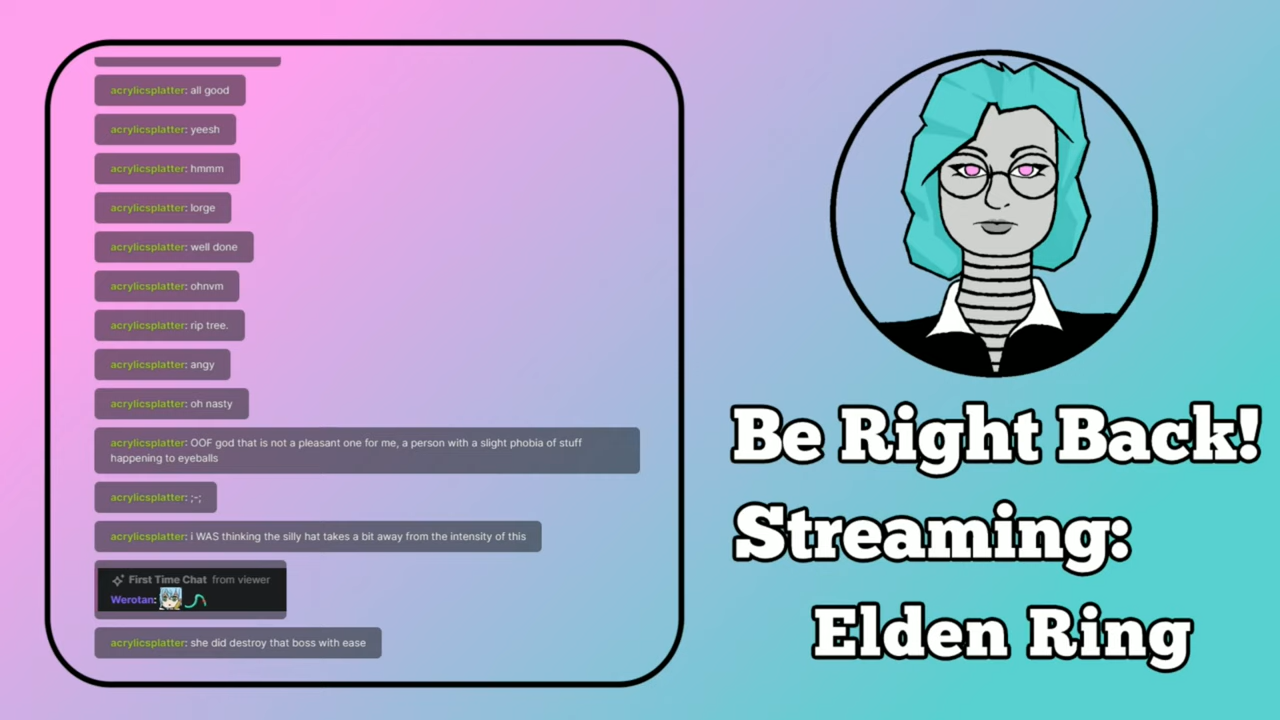 acrylicsplatter: all good
acrylicsplatter: yeesh
acrylicsplatter: hmmm
acrylicsplatter: lorge
acrylicsplatter: well done
acrylicsplatter: ohnvm
acrylicsplatter: rip tree.
acrylicsplatter: angy
acrylicsplatter: oh nasty
acrylicsplatter: OOF god that is not a pleasant one for me, a person with a slight phobia of stuff
happening to eyeballs
acrylicsplatter: ;-;
acrylicsplatter: i WAS thinking the silly hat takes a bit away from the intensity of this
First Time Chat from viewer
Werotan:
acrylicsplatter: she did destroy that boss with ease
Be Right Back!
Streaming:
Elden Ring